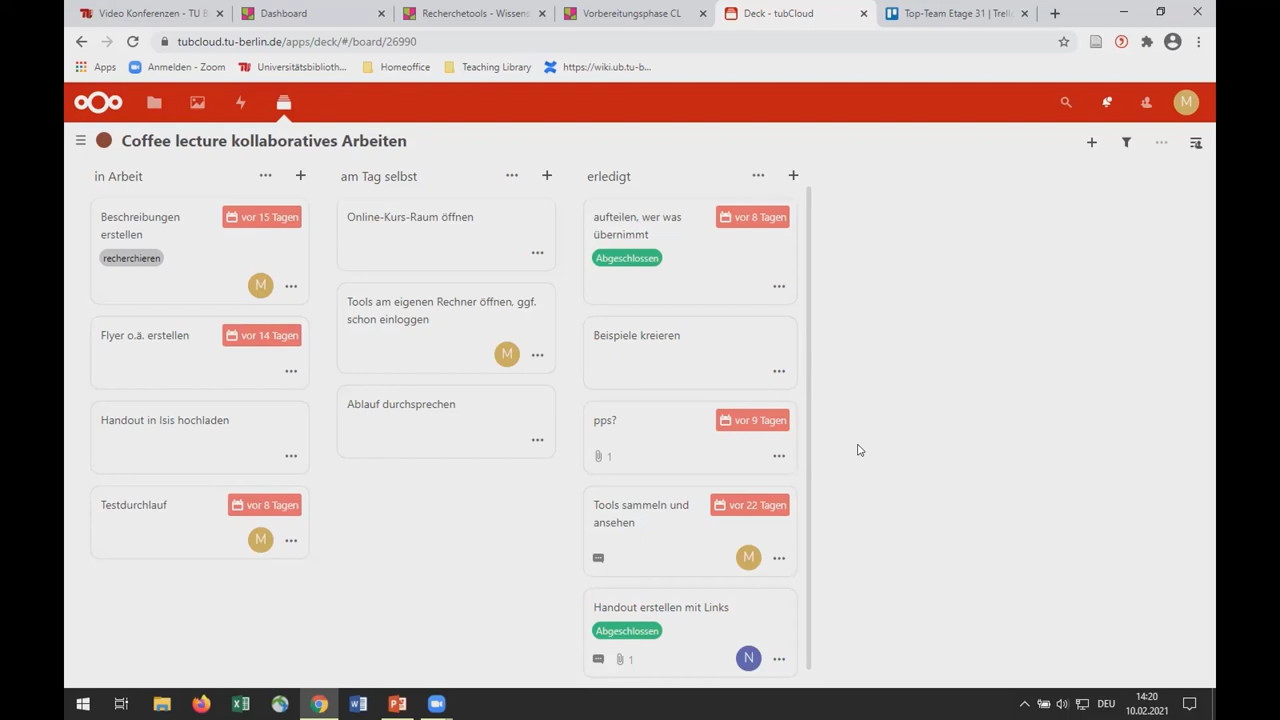 Video Konferenzen - TU B
Dashboard
Recherchetools - Wissens
Vorbereitungsphase CL
Deck - tubCloud
Top-Team Etage 31 | Trell
tubcloud.tu-berlin.de/apps/deck/#/board/26990
Apps
Anmelden - Zoom
Universitätsbiblioth...
Homeoffice
Teaching Library
https://wiki.ub.tu-b...
M
Coffee lecture kollaboratives Arbeiten
in Arbeit
Beschreibungen
erstellen
vor 15 Tagen
recherchieren
M
Flyer o.ä. erstellen
vor 14 Tagen
Handout in Isis hochladen
Testdurchlauf
vor 8 Tagen
M
am Tag selbst
Online-Kurs-Raum öffnen
Tools am eigenen Rechner öffnen, ggf.
schon einloggen
M
Ablauf durchsprechen
erledigt
aufteilen, wer was
übernimmt
vor 8 Tagen
Abgeschlossen
Beispiele kreieren
pps?
vor 9 Tagen
1
Tools sammeln und
ansehen
vor 22 Tagen
M
Handout erstellen mit Links
Abgeschlossen
1
N
DEU
14:20
10.02.2021